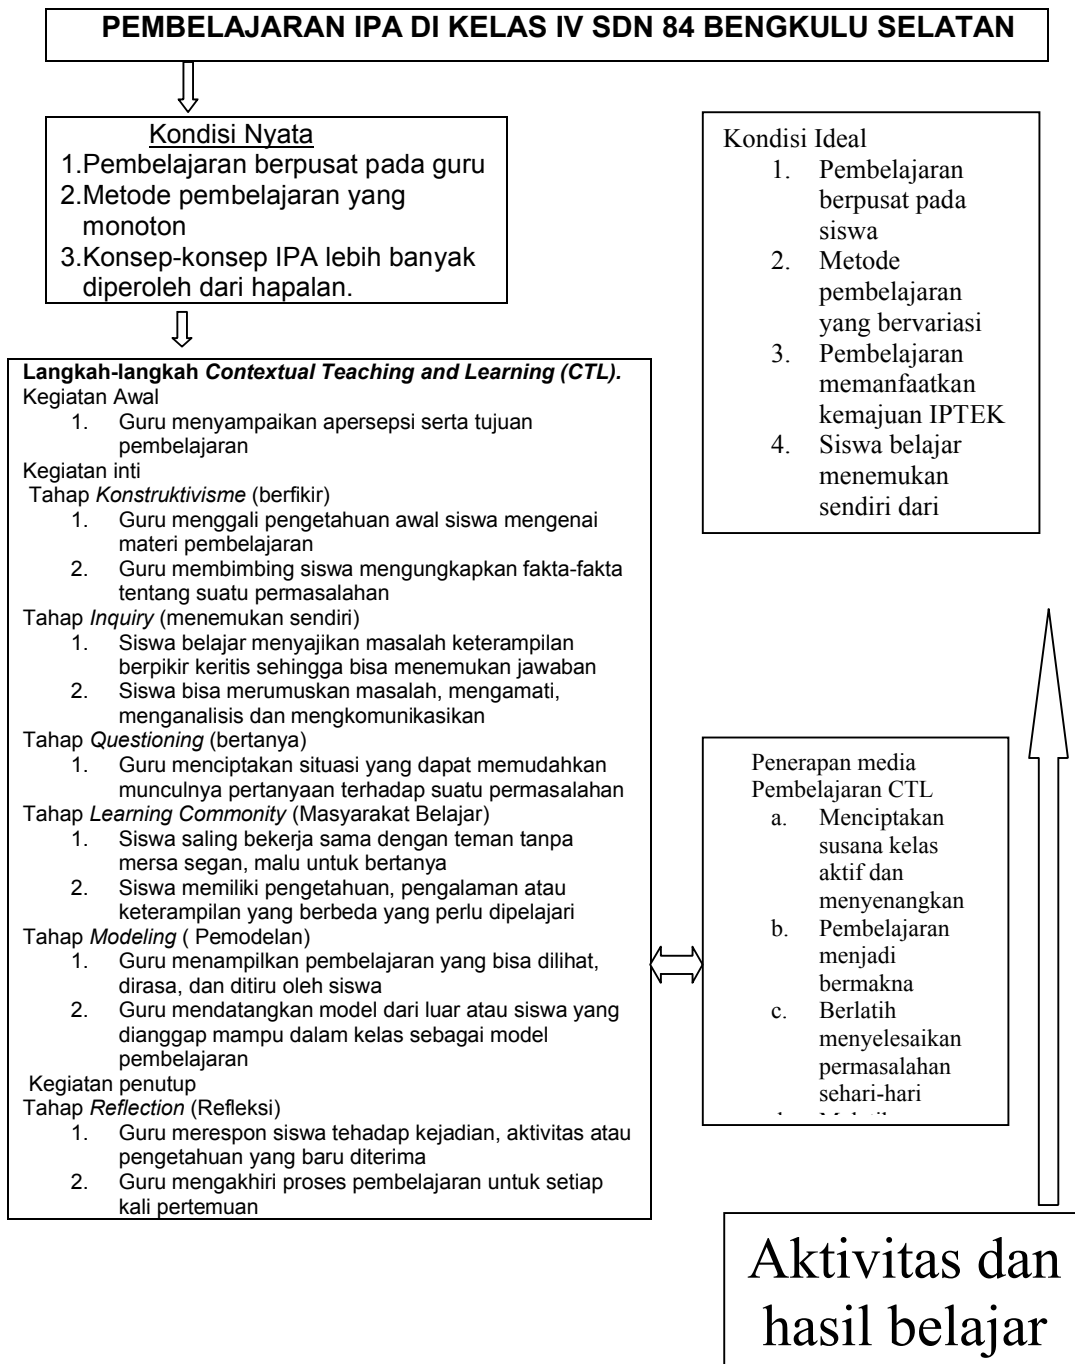 PEMBELAJARAN IPA DI KELAS IV SDN 84 BENGKULU SELATAN
Kondisi Nyata
1.Pembelajaran berpusat pada guru
2.Metode pembelajaran yang
monoton
3.Konsep-konsep IPA lebih banyak
diperoleh dari hapalan.
Kondisi Ideal
1. Pembelajaran
berpusat pada
siswa
2. Metode
pembelajaran
yang bervariasi
3. Pembelajaran
memanfaatkan
kemajuan IPTEK
4. Siswa belajar
menemukan
sendiri dari
Langkah-langkah Contextual Teaching and Learning (CTL).
Kegiatan Awal
1. Guru menyampaikan apersepsi serta tujuan
pembelajaran
Kegiatan inti
Tahap Konstruktivisme (berfikir)
1. Guru menggali pengetahuan awal siswa mengenai
materi pembelajaran
2. Guru membimbing siswa mengungkapkan fakta-fakta
tentang suatu permasalahan
Tahap Inquiry (menemukan sendiri)
1. Siswa belajar menyajikan masalah keterampilan
berpikir keritis sehingga bisa menemukan jawaban
2. Siswa bisa merumuskan masalah, mengamati,
menganalisis dan mengkomunikasikan
Tahap Questioning (bertanya)
1. Guru menciptakan situasi yang dapat memudahkan
munculnya pertanyaan terhadap suatu permasalahan
Tahap Learning Commonity (Masyarakat Belajar)
1. Siswa saling bekerja sama dengan teman tanpa
mersa segan, malu untuk bertanya
2. Siswa memiliki pengetahuan, pengalaman atau
keterampilan yang berbeda yang perlu dipelajari
Tahap Modeling ( Pemodelan)
1. Guru menampilkan pembelajaran yang bisa dilihat,
dirasa, dan ditiru oleh siswa
2. Guru mendatangkan model dari luar atau siswa yang
dianggap mampu dalam kelas sebagai model
pembelajaran
Kegiatan penutup
Tahap Reflection (Refleksi)
1. Guru merespon siswa tehadap kejadian, aktivitas atau
pengetahuan yang baru diterima
2. Guru mengakhiri proses pembelajaran untuk setiap
kali pertemuan
Penerapan media
Pembelajaran CTL
a. Menciptakan
susana kelas
aktif dan
menyenangkan
b. Pembelajaran
menjadi
bermakna
c. Berlatih
menyelesaikan
permasalahan
sehari-hari
Aktivitas dan
hasil belajar